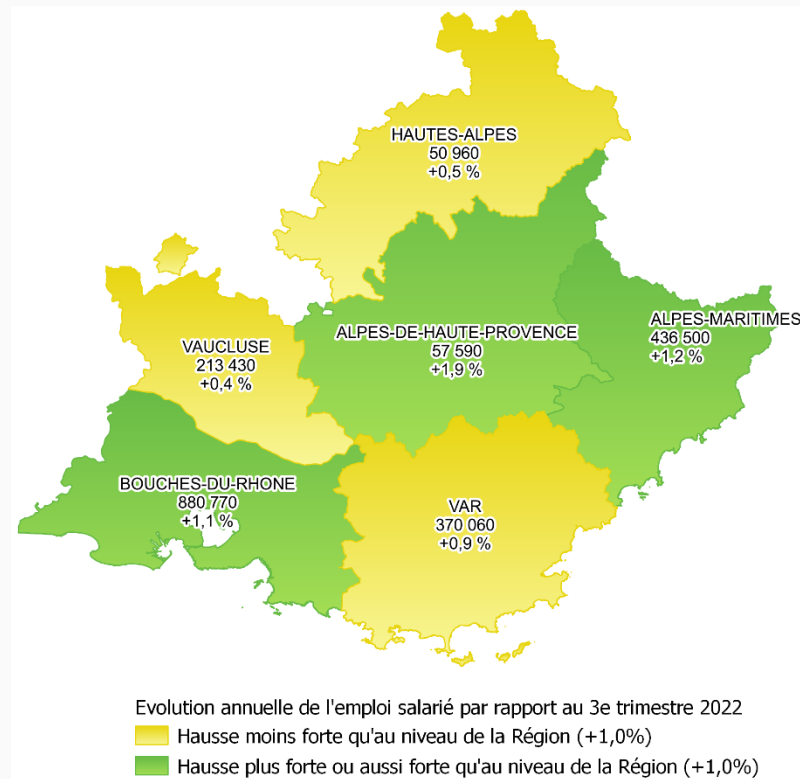 HAUTES-ALPES
50 960
+0,5 %
ALPES-MARITIMES
436 500
+1,2 %
ALPES-DE-HAUTE-PROVENCE
57 590
+1,9 %
VAUCLUSE
213 430
+0,4 %
BOUCHES-DU-RHONE
880 770
+1,1 %
VAR
370 060
+0,9 %
Evolution annuelle de l'emploi salarié par rapport au 3e trimestre 2022
Hausse moins forte qu'au niveau de la Région (+1,0%)
Hausse plus forte ou aussi forte qu'au niveau de la Région (+1,0%)